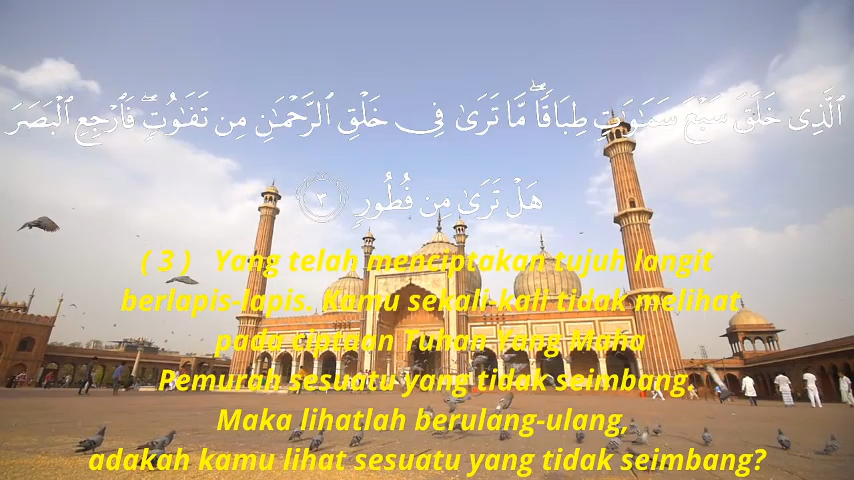 ٱلَّذِى خَلَقَ سَبْعَ سَمَٰوَٰتٍ طِبَاقًا ۖ مَّا تَرَىٰ فِى خَلْقِ ٱلرَّحْمَٰنِ مِن تَفَٰوُتٍ ۖ فَٱرْجِعِ ٱلْبَصَرَ
هَلْ تَرَىٰ مِن فُطُورٍ ٣
( 3 ) Yang telah menciptakan tujuh langit
berlapis-lapis. Kamu sekali-kali tidak melihat
pada ciptaan Tuhan Yang Maha
Pemurah sesuatu yang tidak seimbang.
Maka lihatlah berulang-ulang,
adakah kamu lihat sesuatu yang tidak seimbang?